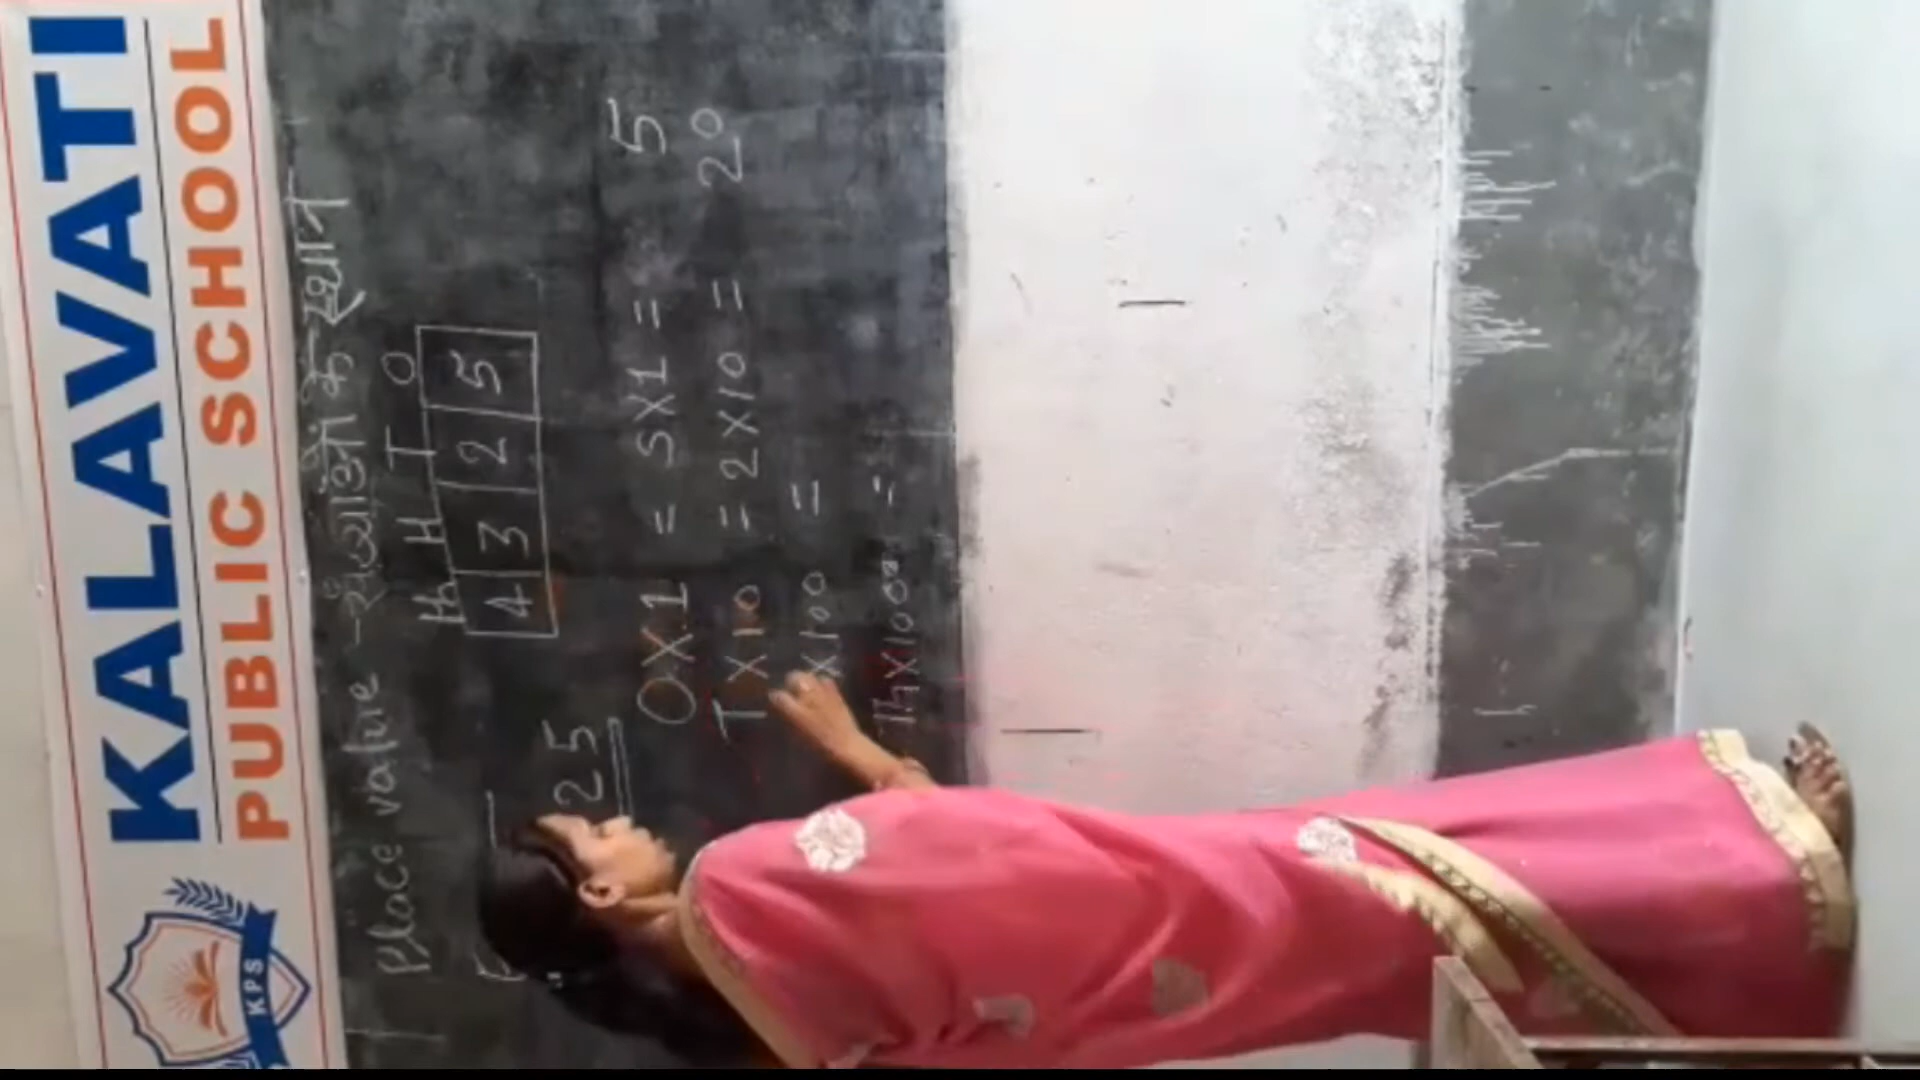 KALAVATI
PUBLIC SCHOOL
KPS
Place value - संख्याओं के स्थान
th H T O
4 3 2 5
25
O X 1 = 5 X 1 = 5
T X 10 = 2 X 10 = 20
X 100 =
Th X 1000 =